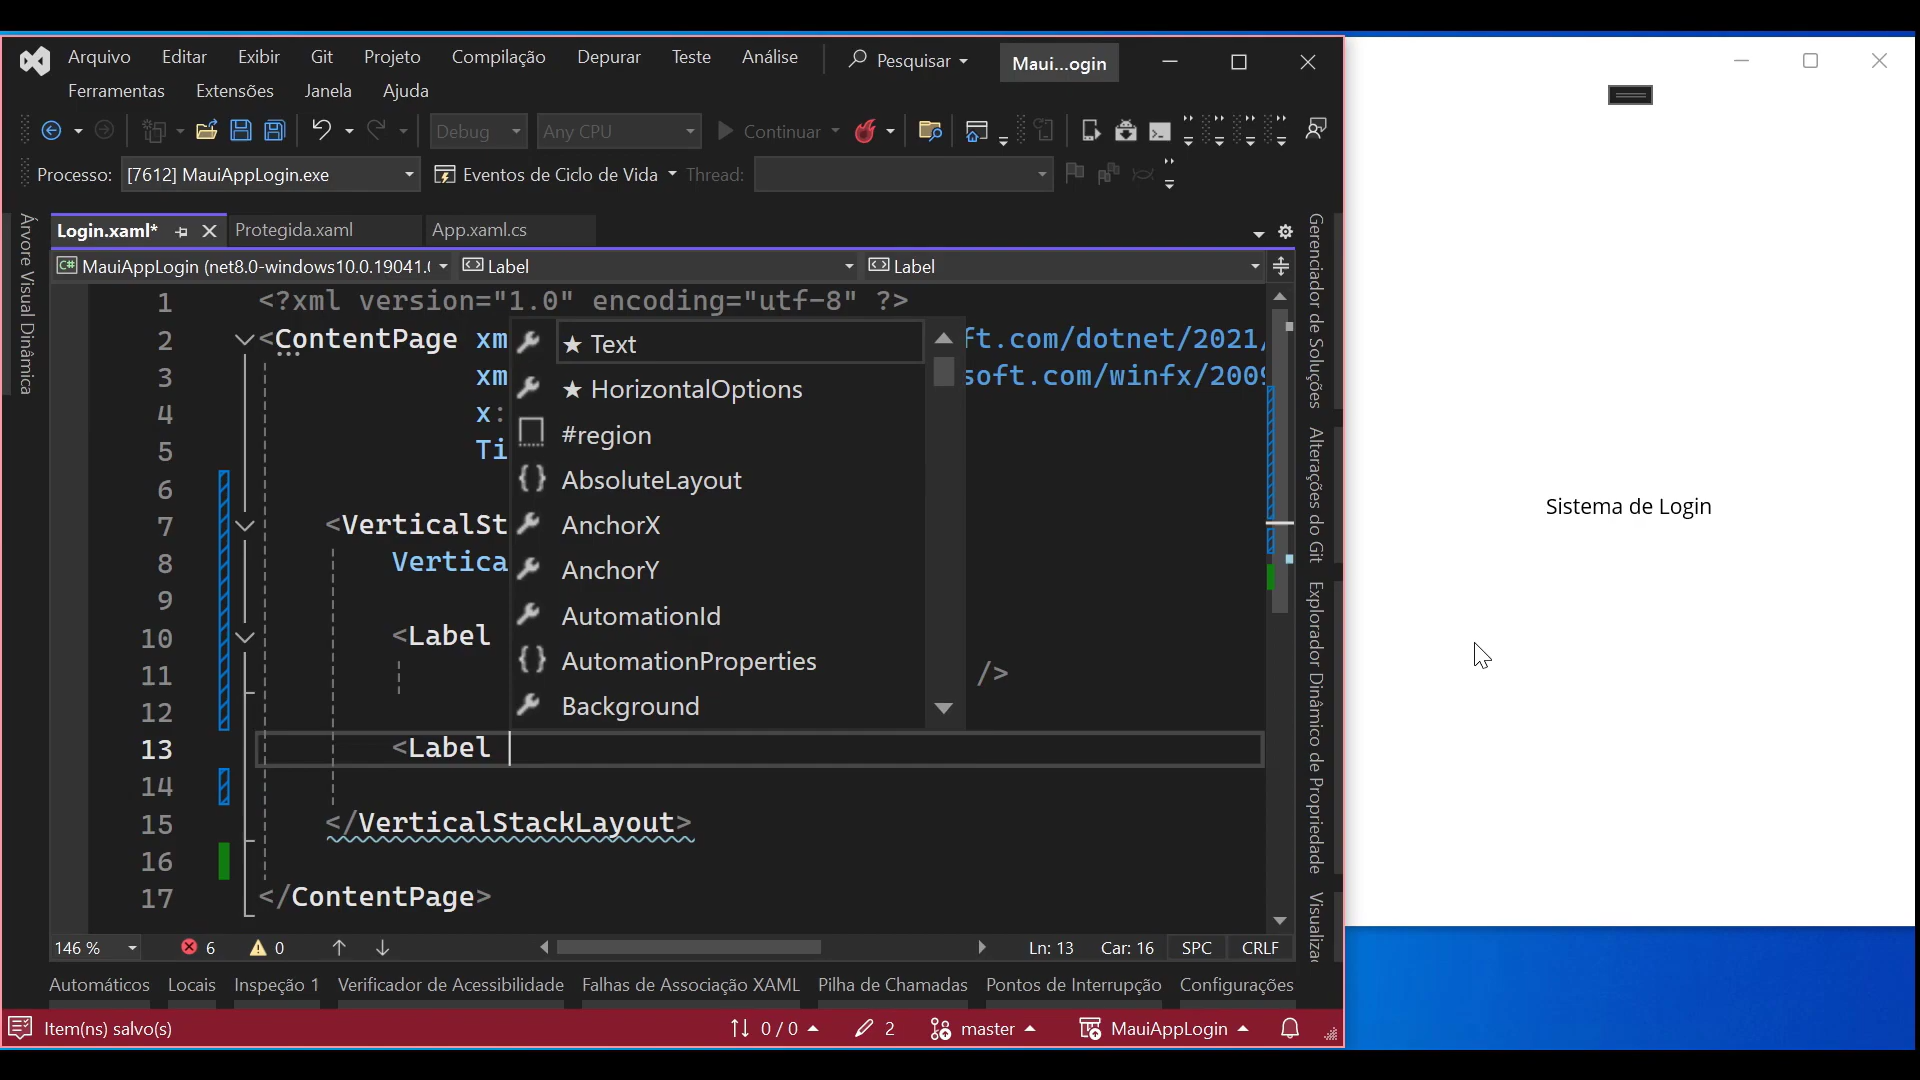 Arquivo Editar Exibir Git Projeto Compilação Depurar Teste Análise Pesquisar Maui...ogin
Ferramentas Extensões Janela Ajuda
Debug Any CPU Continuar
Processo: [7612] MauiAppLogin.exe Eventos de Ciclo de Vida Thread:
Login.xaml* Protegida.xaml App.xaml.cs
MauiAppLogin (net8.0-windows10.0.19041.( Label Label
1 <?xml version="1.0" encoding="utf-8" ?>
2 <ContentPage xm ft.com/dotnet/2021/
3 xm soft.com/winfx/2009
4 x:
5 Ti
6
7 <VerticalSt
8 Vertica
9
10 <Label
11 />
12
13 <Label
14
15 </VerticalStackLayout>
16
17 </ContentPage>
★ Text
★ HorizontalOptions
#region
AbsoluteLayout
AnchorX
AnchorY
AutomationId
AutomationProperties
Background
146 % 6 0 Ln: 13 Car: 16 SPC CRLF
Automáticos Locais Inspeção 1 Verificador de Acessibilidade Falhas de Associação XAML Pilha de Chamadas Pontos de Interrupção Configurações
Item(ns) salvo(s) 0 / 0 2 master MauiAppLogin
Árvore Visual Dinâmica
Gerenciador de Soluções
Alterações do Git
Explorador Dinâmico de Propriedade
Visualiza
Sistema de Login